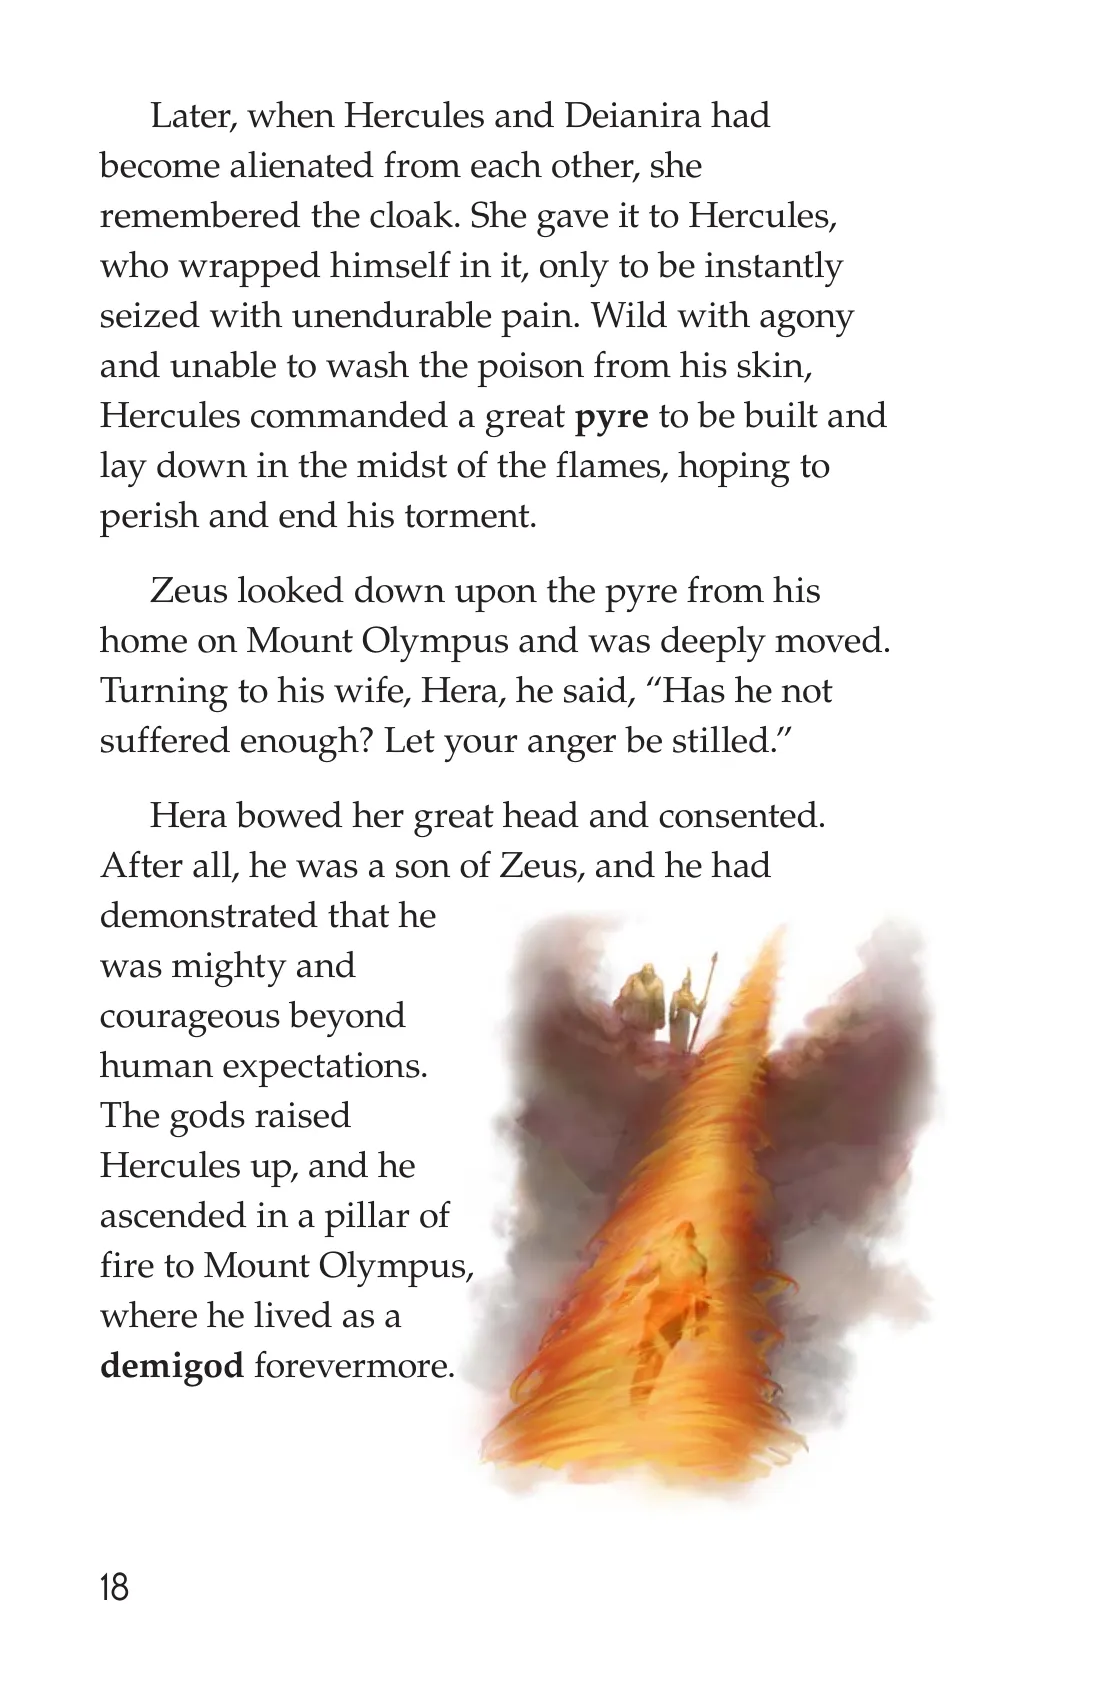 Later, when Hercules and Deianira had
become alienated from each other, she
remembered the cloak. She gave it to Hercules,
who wrapped himself in it, only to be instantly
seized with unendurable pain. Wild with agony
and unable to wash the poison from his skin,
Hercules commanded a great pyre to be built and
lay down in the midst of the flames, hoping to
perish and end his torment.
Zeus looked down upon the pyre from his
home on Mount Olympus and was deeply moved.
Turning to his wife, Hera, he said, “Has he not
suffered enough? Let your anger be stilled.”
Hera bowed her great head and consented.
After all, he was a son of Zeus, and he had
demonstrated that he
was mighty and
courageous beyond
human expectations.
The gods raised
Hercules up, and he
ascended in a pillar of
fire to Mount Olympus,
where he lived as a
demigod forevermore.
18